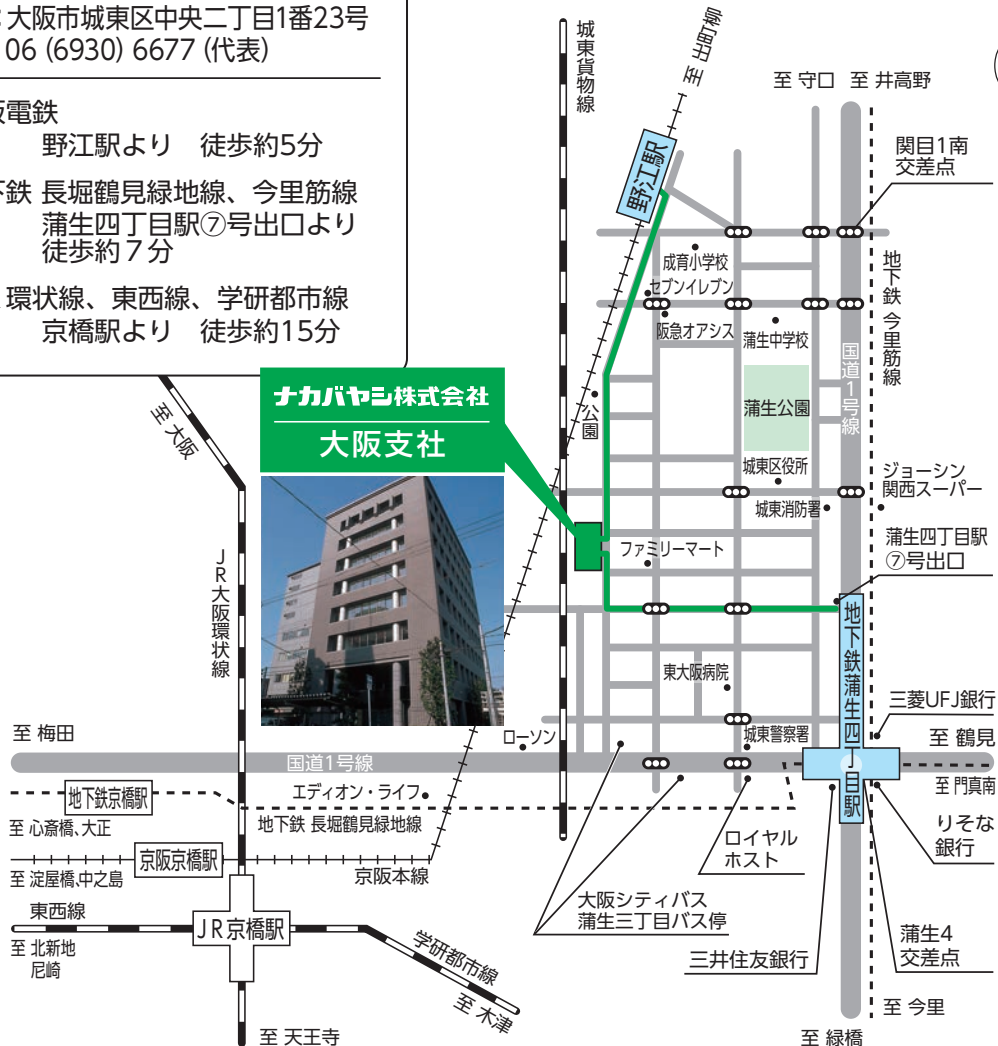 大阪市城東区中央二丁目1番23号
06 (6930) 6677 (代表)
電鉄
野江駅より 徒歩約5分
鉄 長堀鶴見緑地線、今里筋線
蒲生四丁目駅⑦号出口より
徒歩約7分
環状線、東西線、学研都市線
京橋駅より 徒歩約15分
城東貨物線
至 出町柳
至 守口
至 井高野
野江駅
関目1南
交差点
成育小学校
セブンイレブン
阪急オアシス
蒲生中学校
地下鉄 今里筋線
国道1号線
公園
蒲生公園
ナカバヤシ株式会社
大阪支社
至 大阪
城東区役所
城東消防署
ジョーシン
関西スーパー
ファミリーマート
蒲生四丁目駅
⑦号出口
JR大阪環状線
地下鉄蒲生四丁目駅
東大阪病院
三菱UFJ銀行
至 梅田
ローソン
城東警察署
至 鶴見
国道1号線
地下鉄京橋駅
エディオン・ライフ
至 門真南
至 心斎橋、大正
地下鉄 長堀鶴見緑地線
りそな
銀行
ロイヤル
ホスト
京阪京橋駅
至 淀屋橋、中之島
京阪本線
大阪シティバス
蒲生三丁目バス停
東西線
JR京橋駅
至 北新地
尼崎
学研都市線
至 木津
三井住友銀行
蒲生4
交差点
至 今里
至 天王寺
至 緑橋